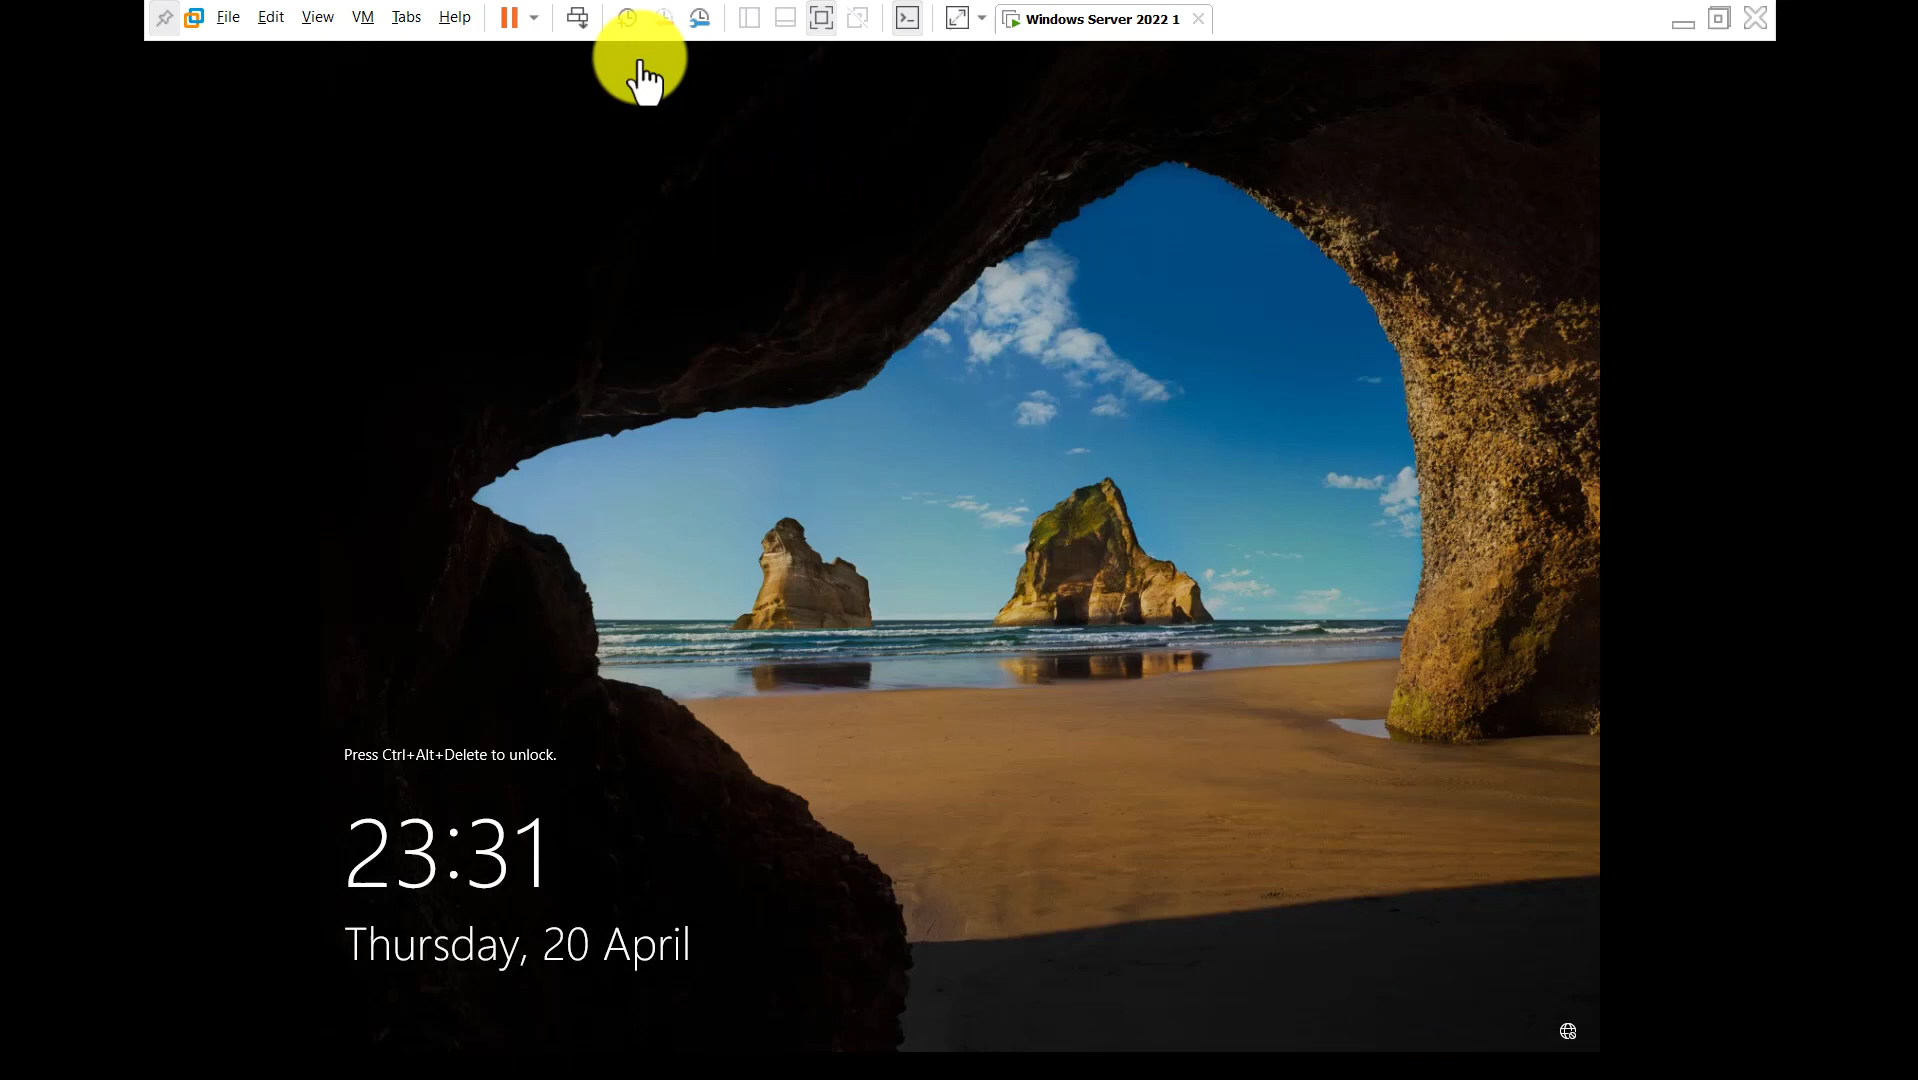 File Edit View VM Tabs Help Windows Server 2022 1
Press Ctrl+Alt+Delete to unlock.
23:31
Thursday, 20 April